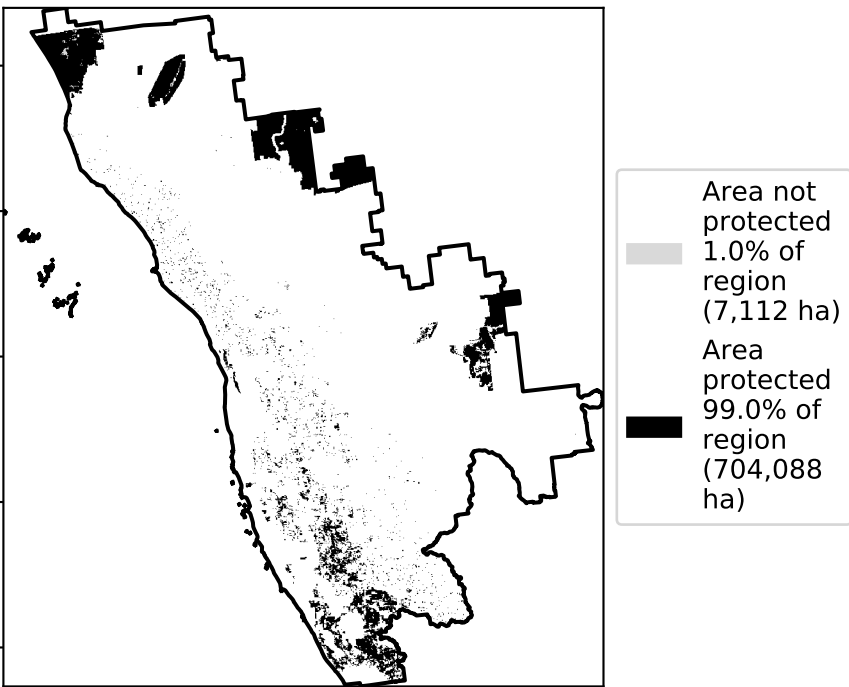 Area not
protected
1.0% of
region
(7,112 ha)
Area
protected
99.0% of
region
(704,088
ha)